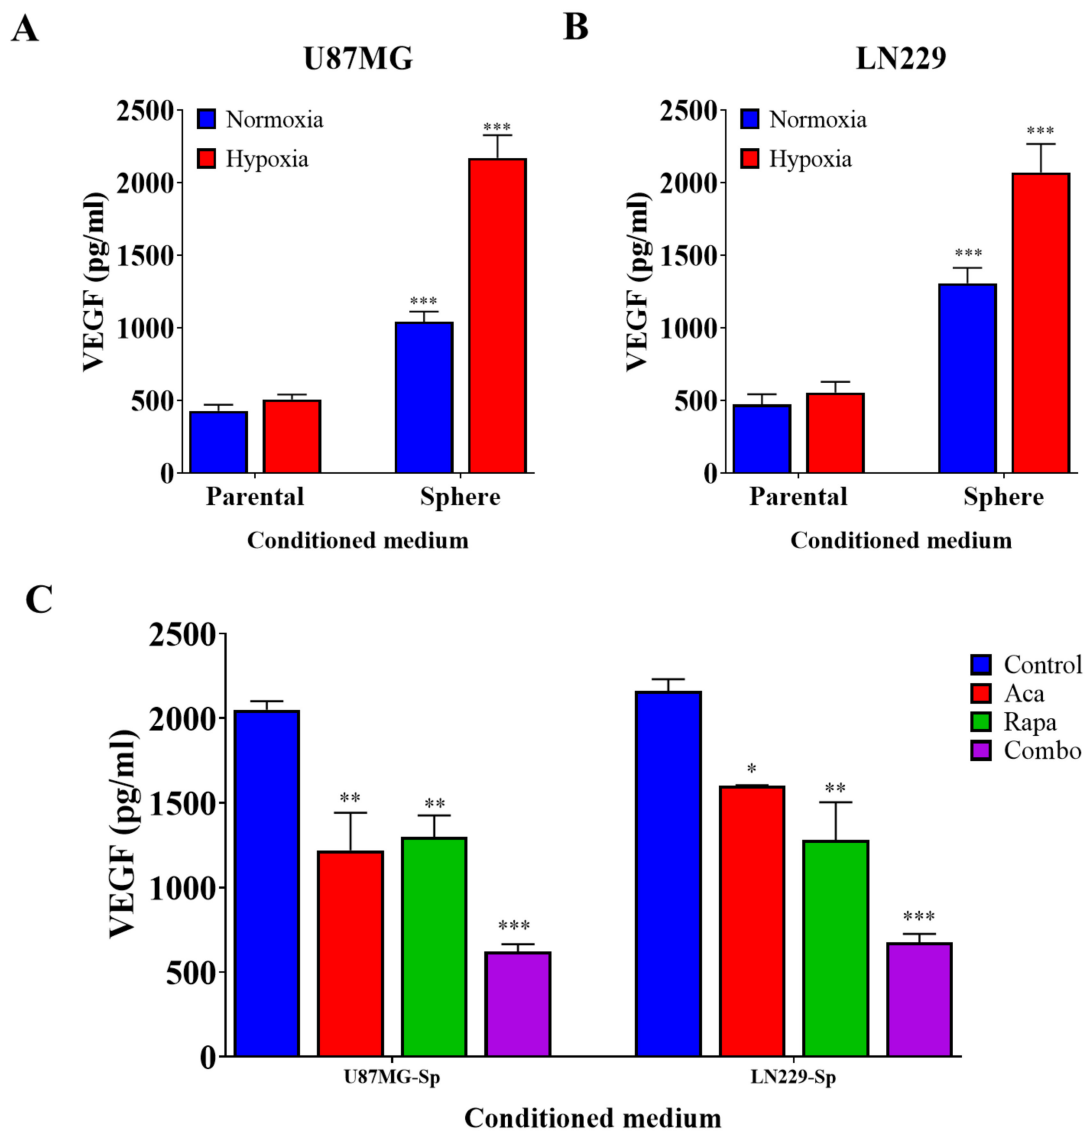 A
U87MG
VEGF (pg/ml)
2500
2000
1500
1000
500
0
Normoxia
Hypoxia
***
***
Parental
Sphere
Conditioned medium
B
LN229
VEGF (pg/ml)
2500
2000
1500
1000
500
0
Normoxia
Hypoxia
***
***
Parental
Sphere
Conditioned medium
C
VEGF (pg/ml)
2500
2000
1500
1000
500
0
**
**
***
*
**
***
Control
Aca
Rapa
Combo
U87MG-Sp
LN229-Sp
Conditioned medium